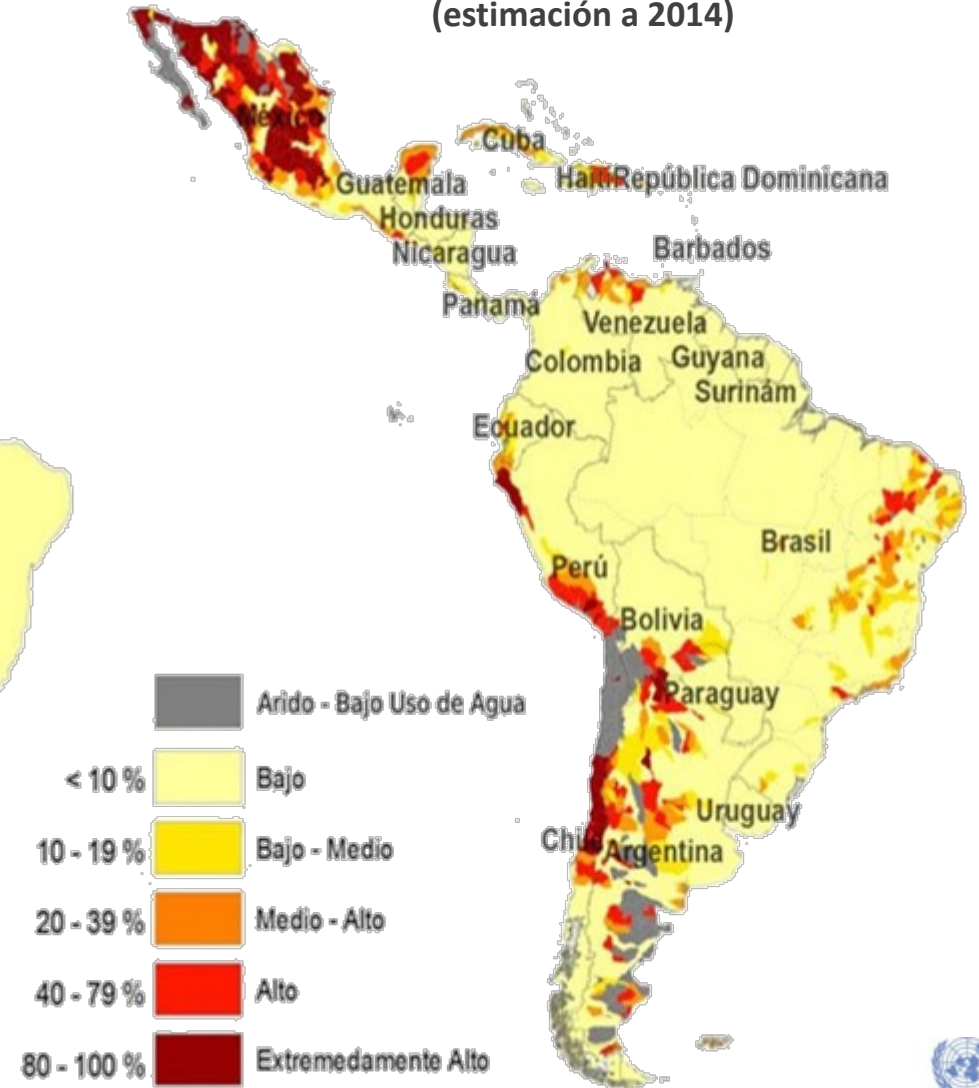 (estimación a 2014)
México
Cuba
Haití República Dominicana
Guatemala
Honduras
Nicaragua
Barbados
Panamá
Venezuela
Colombia
Guyana
Surinám
Ecuador
Brasil
Perú
Bolivia
Paraguay
Uruguay
Chile
Argentina
Arido - Bajo Uso de Agua
< 10 % Bajo
10 - 19 % Bajo - Medio
20 - 39 % Medio - Alto
40 - 79 % Alto
80 - 100 % Extremedamente Alto